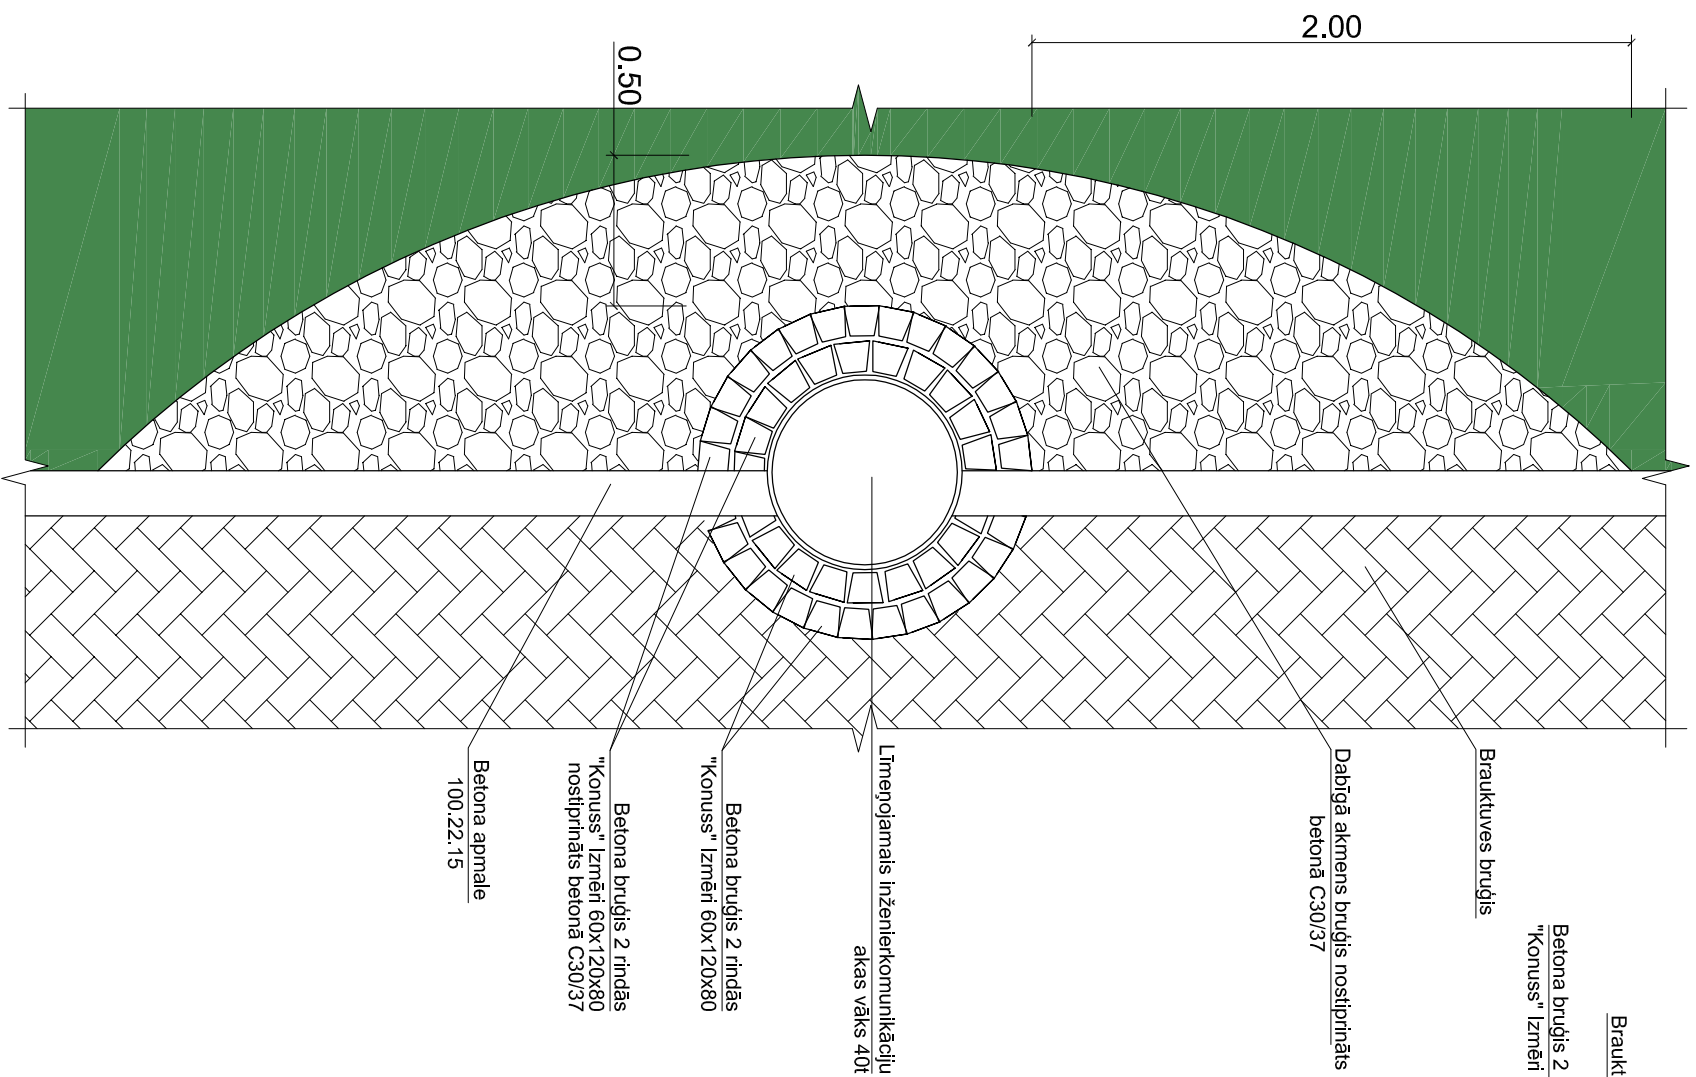 2.00
0.50
Betona apmale
100.22.15
Betona bruģis 2 rindās
"Konuss" Izmēri 60x120x80
nostiprināts betonā C30/37
Betona bruģis 2 rindās
"Konuss" Izmēri 60x120x80
Līmeņojamais inženierkomunikāciju
akas vāks 40t
Dabīgā akmens bruģis nostiprināts
betonā C30/37
Brauktuves bruģis
Betona bruģis 2
"Konuss" Izmēri
Braukt